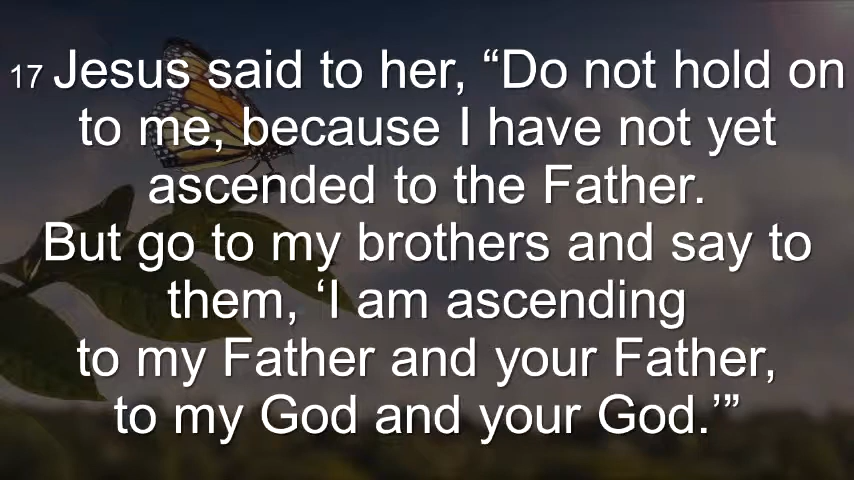 17 Jesus said to her, “Do not hold on
to me, because I have not yet
ascended to the Father.
But go to my brothers and say to
them, ‘I am ascending
to my Father and your Father,
to my God and your God.’”